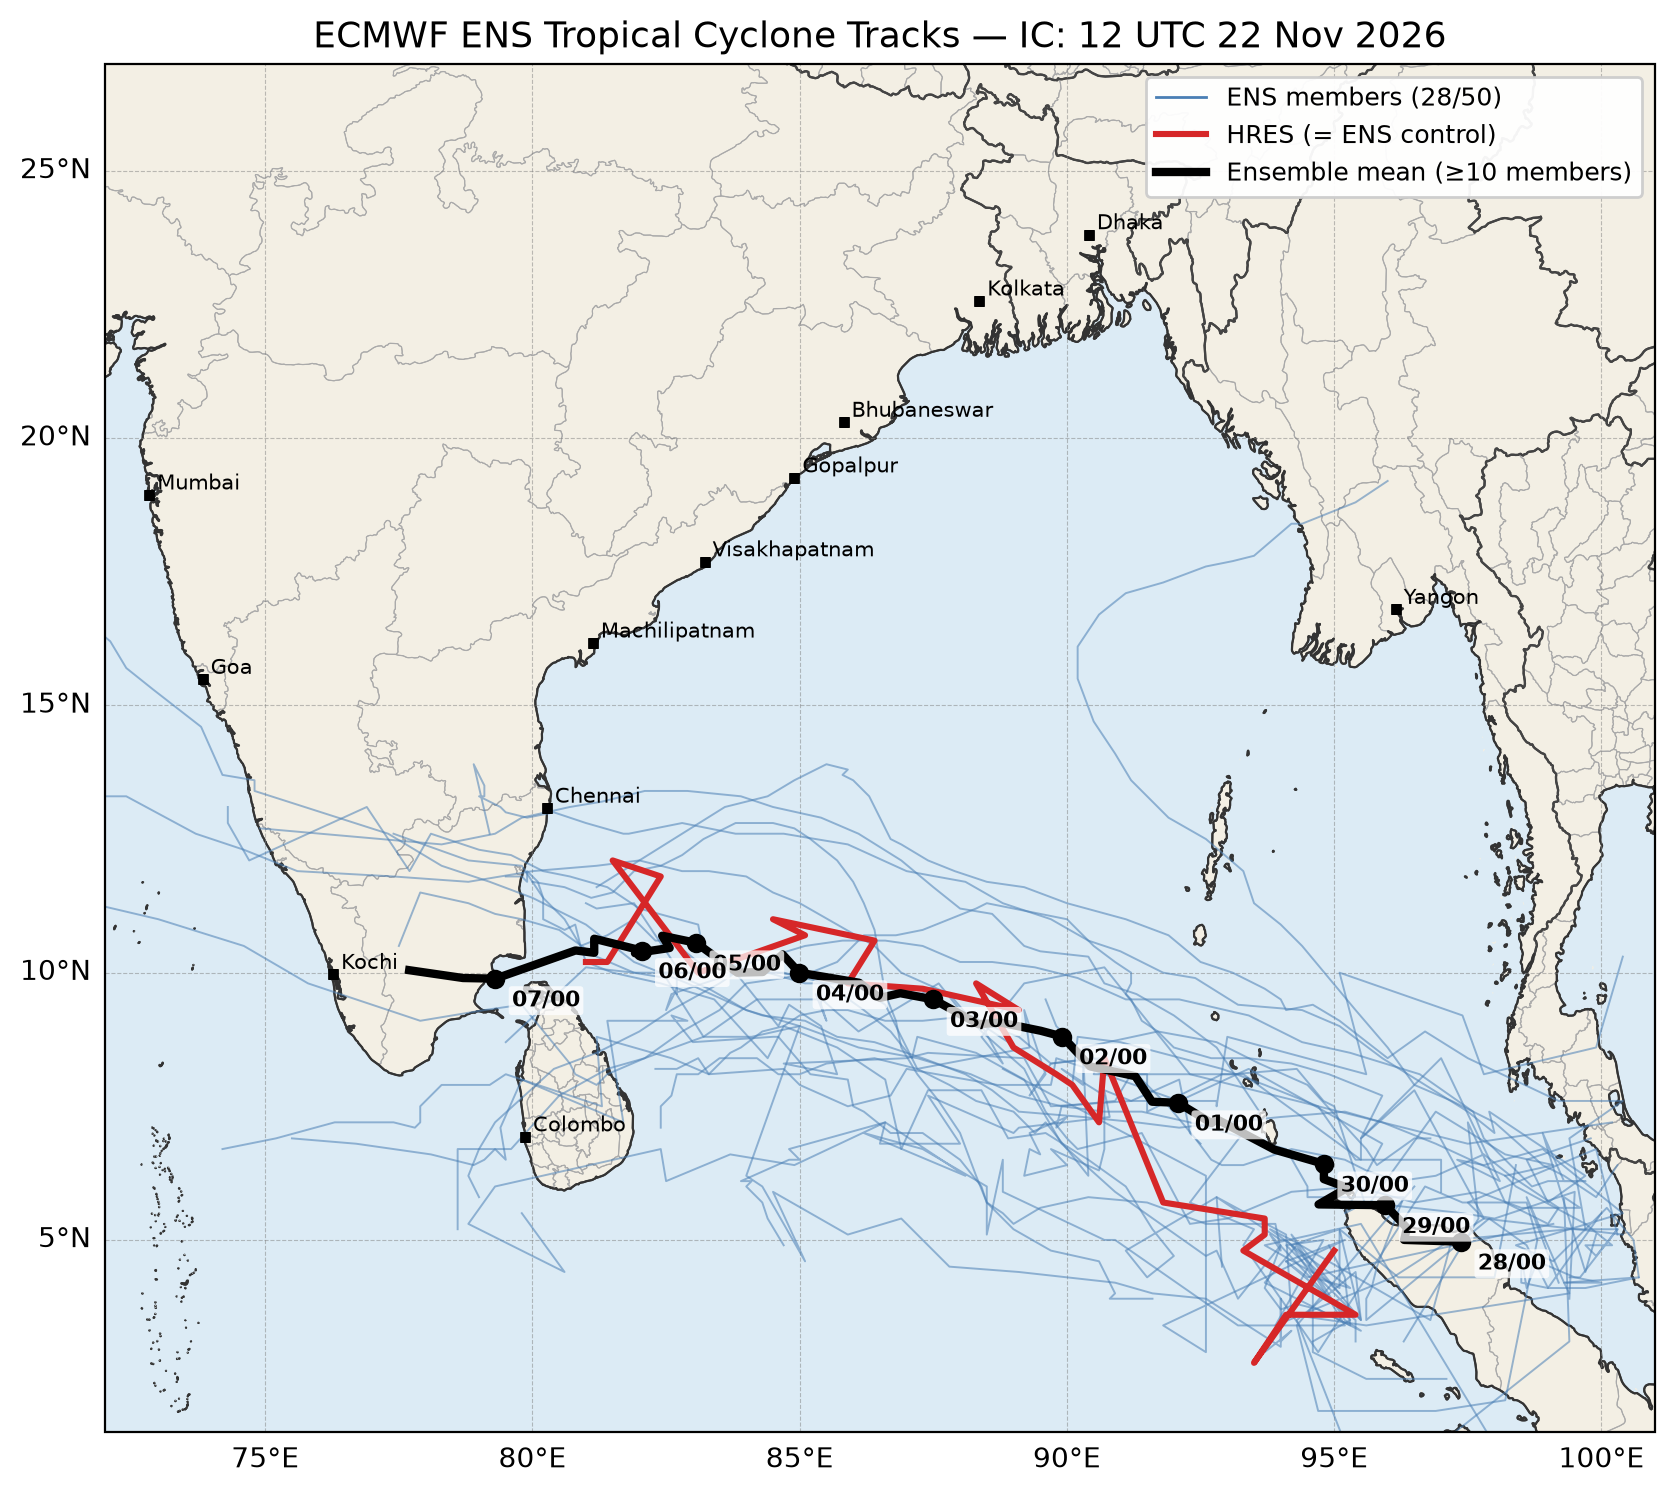 ECMWF ENS Tropical Cyclone Tracks — IC: 12 UTC 22 Nov 2026
ENS members (28/50)
HRES (= ENS control)
Ensemble mean (≥10 members)
25°N
20°N
15°N
10°N
5°N
Dhaka
Kolkata
Bhubaneswar
Gopalpur
Mumbai
Visakhapatnam
Yangon
Machilipatnam
Goa
Chennai
Kochi
Colombo
05/00
06/00
07/00
04/00
03/00
02/00
01/00
30/00
29/00
28/00
75°E
80°E
85°E
90°E
95°E
100°E